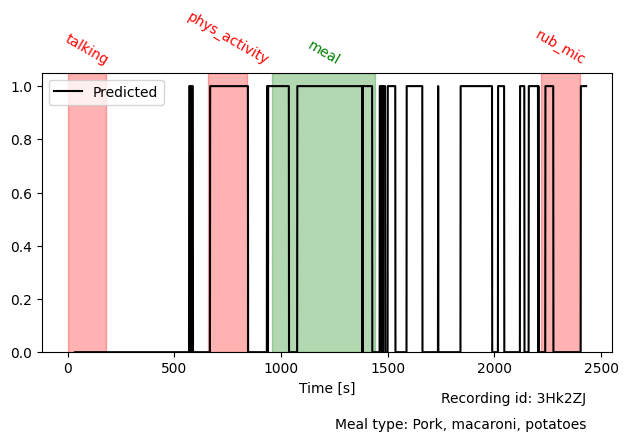 talking
phys_activity
meal
rub_mic
Predicted
1.0
0.8
0.6
0.4
0.2
0.0
0
500
1000
1500
2000
2500
Time [s]
Recording id: 3Hk2ZJ
Meal type: Pork, macaroni, potatoes